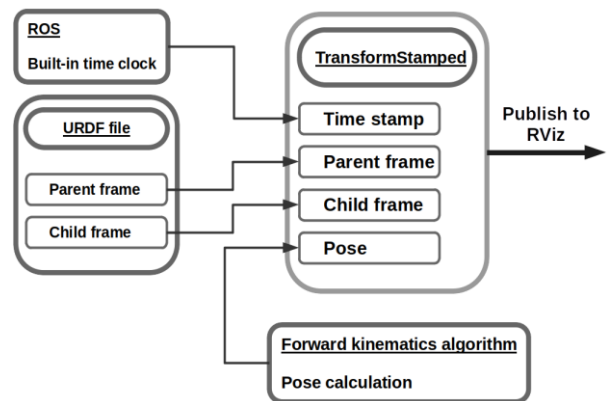 ROS
Built-in time clock
URDF file
Parent frame
Child frame
TransformStamped
Time stamp
Parent frame
Child frame
Pose
Publish to
RViz
Forward kinematics algorithm
Pose calculation